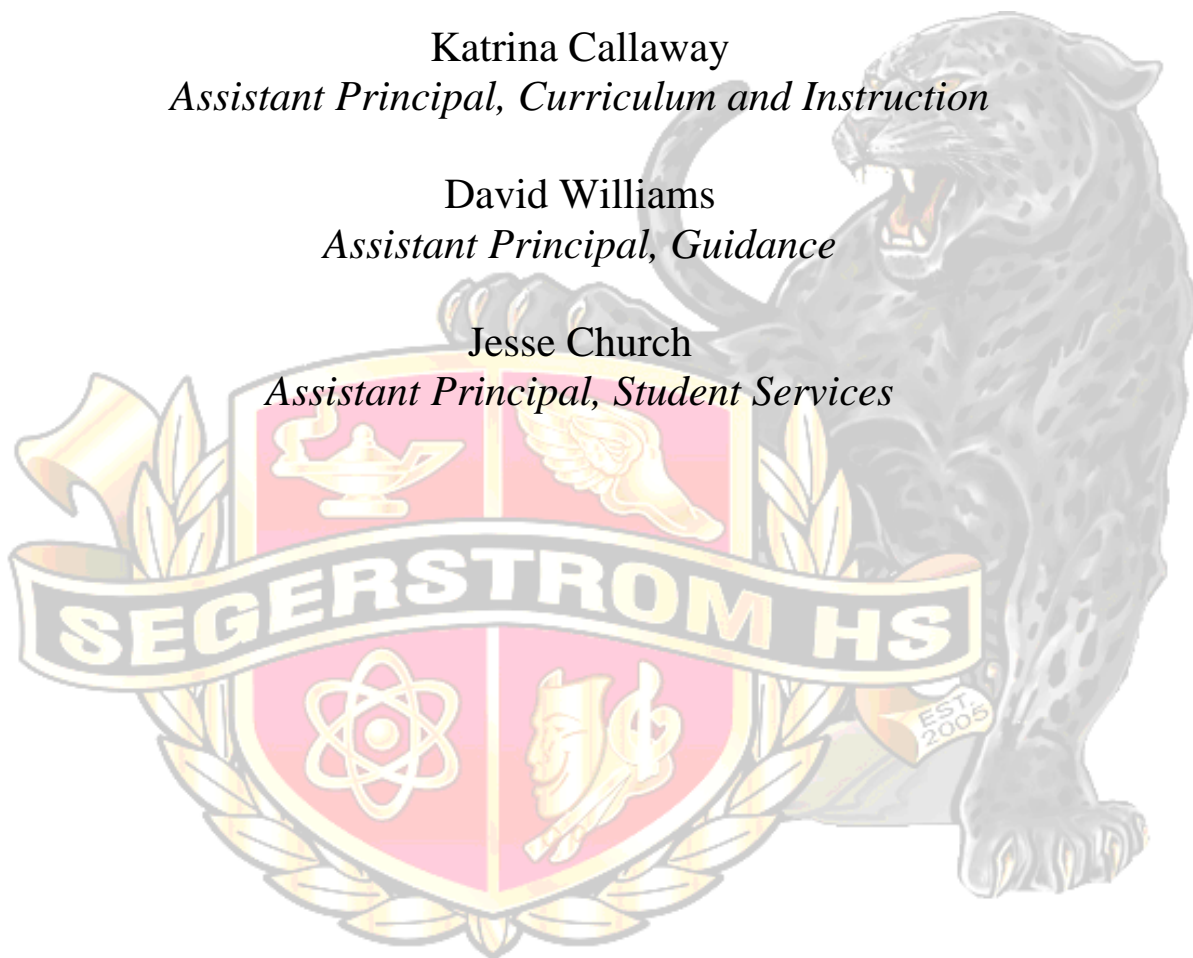 Katrina Callaway
Assistant Principal, Curriculum and Instruction
David Williams
Assistant Principal, Guidance
Jesse Church
Assistant Principal, Student Services
SEGERSTROM HS
EST.
2005